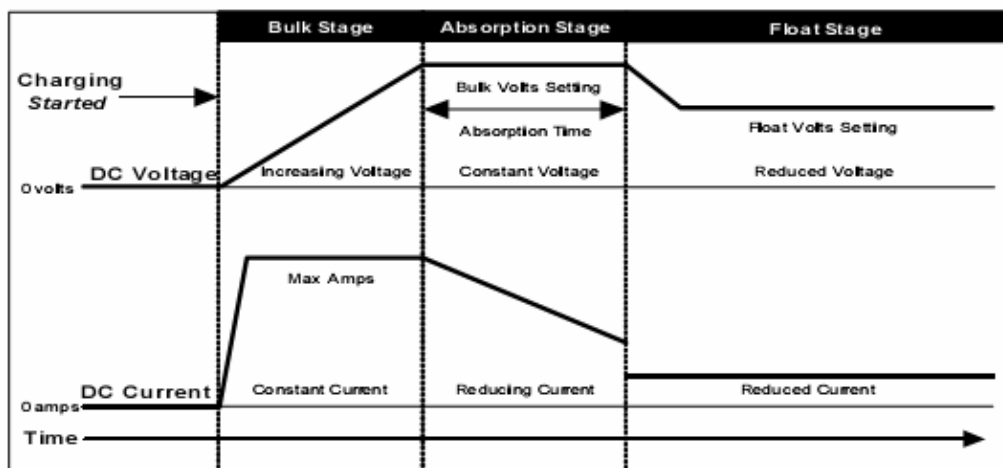 Bulk Stage Absorption Stage Float Stage
Charging
Started
Bulk Volts Setting
Absorption Time
Float Volts Setting
DC Voltage
Increasing Voltage Constant Voltage Reduced Voltage
0 volts
Max Amps
DC Current
Constant Current Reducing Current Reduced Current
0 amps
Time